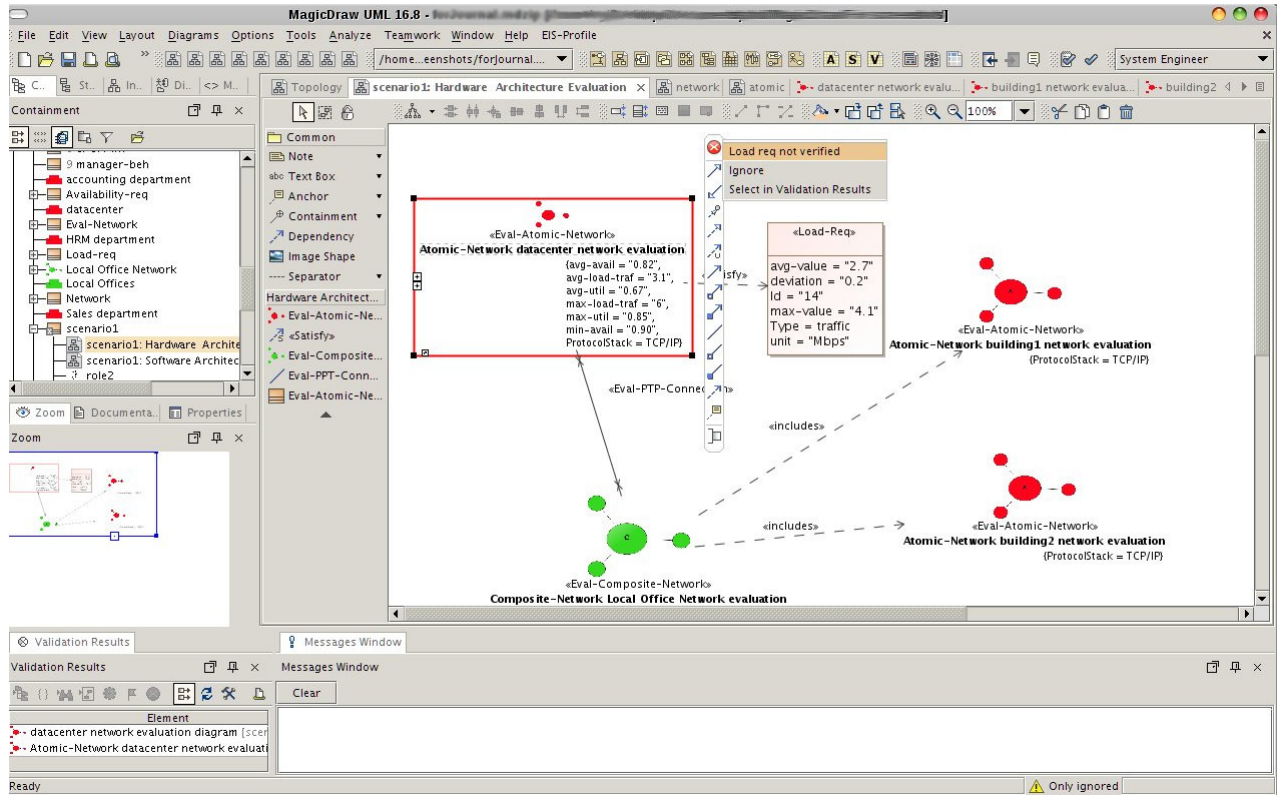 MagicDraw UML 16.8 -
File Edit View Layout Diagrams Options Tools Analyze Teamwork Window Help EIS-Profile
/home...eenshots/forJournal....
A S V
System Engineer
C..
St..
In..
Di..
<> M..
Topology
scenario1: Hardware Architecture Evaluation
network
atomic
datacenter network evalu...
building1 network evalua...
building2
Containment
100%
9 manager-beh
accounting department
Availability-req
datacenter
Eval-Network
HRM department
Load-req
Local Office Network
Local Offices
Network
Sales department
scenario1
scenario1: Hardware Archite
scenario1: Software Architec
role2
Zoom
Documenta..
Properties
Zoom
Common
Note
abc Text Box
Anchor
Containment
Dependency
Image Shape
Separator
Hardware Architect...
Eval-Atomic-Ne...
«Satisfy»
Eval-Composite...
Eval-PPT-Conn...
Eval-Atomic-Ne...
Load req not verified
Ignore
Select in Validation Results
«Eval-Atomic-Network»
Atomic-Network datacenter network evaluation
{avg-avail = "0.82",
avg-load-traf = "3.1",
avg-util = "0.67",
max-load-traf = "6",
max-util = "0.85",
min-avail = "0.90",
ProtocolStack = TCP/IP}
isfy»
«Load-Req»
avg-value = "2.7"
deviation = "0.2"
Id = "14"
max-value = "4.1"
Type = traffic
unit = "Mbps"
«Eval-Atomic-Network»
Atomic-Network building1 network evaluation
{ProtocolStack = TCP/IP}
«Eval-PTP-Connec
n»
«includes»
«includes»
«Eval-Atomic-Network»
Atomic-Network building2 network evaluation
{ProtocolStack = TCP/IP}
C
«Eval-Composite-Network»
Composite-Network Local Office Network evaluation
Validation Results
Messages Window
Validation Results
Messages Window
Clear
Element
datacenter network evaluation diagram [scer
Atomic-Network datacenter network evaluati
Ready
Only ignored